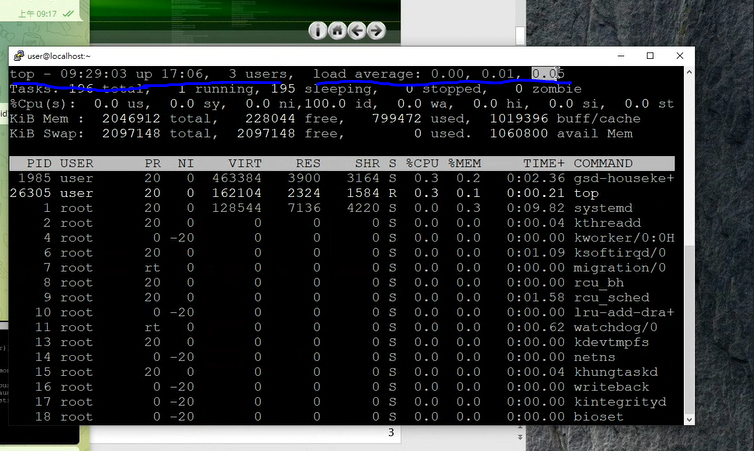 上午 09:17
user@localhost:~
top - 09:29:03 up 17:06,  3 users,  load average: 0.00, 0.01, 0.05
Tasks: 196 total,   1 running, 195 sleeping,   0 stopped,   0 zombie
%Cpu(s):  0.0 us,  0.0 sy,  0.0 ni,100.0 id,  0.0 wa,  0.0 hi,  0.0 si,  0.0 st
KiB Mem :  2046912 total,   228044 free,   799472 used,  1019396 buff/cache
KiB Swap:  2097148 total,  2097148 free,        0 used.  1060800 avail Mem
PID USER      PR  NI    VIRT    RES    SHR S %CPU %MEM     TIME+ COMMAND
1985 user      20   0  463384   3900   3164 S  0.3  0.2   0:02.36 gsd-houseke+
26305 user      20   0  162104   2324   1584 R  0.3  0.1   0:00.21 top
1 root      20   0  128544   7136   4220 S  0.0  0.3   0:09.82 systemd
2 root      20   0       0      0      0 S  0.0  0.0   0:00.04 kthreadd
4 root       0 -20       0      0      0 S  0.0  0.0   0:00.00 kworker/0:0H
6 root      20   0       0      0      0 S  0.0  0.0   0:01.09 ksoftirqd/0
7 root      rt   0       0      0      0 S  0.0  0.0   0:00.00 migration/0
8 root      20   0       0      0      0 S  0.0  0.0   0:00.00 rcu_bh
9 root      20   0       0      0      0 S  0.0  0.0   0:01.58 rcu_sched
10 root       0 -20       0      0      0 S  0.0  0.0   0:00.00 lru-add-dra+
11 root      rt   0       0      0      0 S  0.0  0.0   0:00.62 watchdog/0
13 root      20   0       0      0      0 S  0.0  0.0   0:00.00 kdevtmpfs
14 root       0 -20       0      0      0 S  0.0  0.0   0:00.00 netns
15 root      20   0       0      0      0 S  0.0  0.0   0:00.04 khungtaskd
16 root       0 -20       0      0      0 S  0.0  0.0   0:00.00 writeback
17 root       0 -20       0      0      0 S  0.0  0.0   0:00.00 kintegrityd
18 root       0 -20       0      0      0 S  0.0  0.0   0:00.00 bioset
3